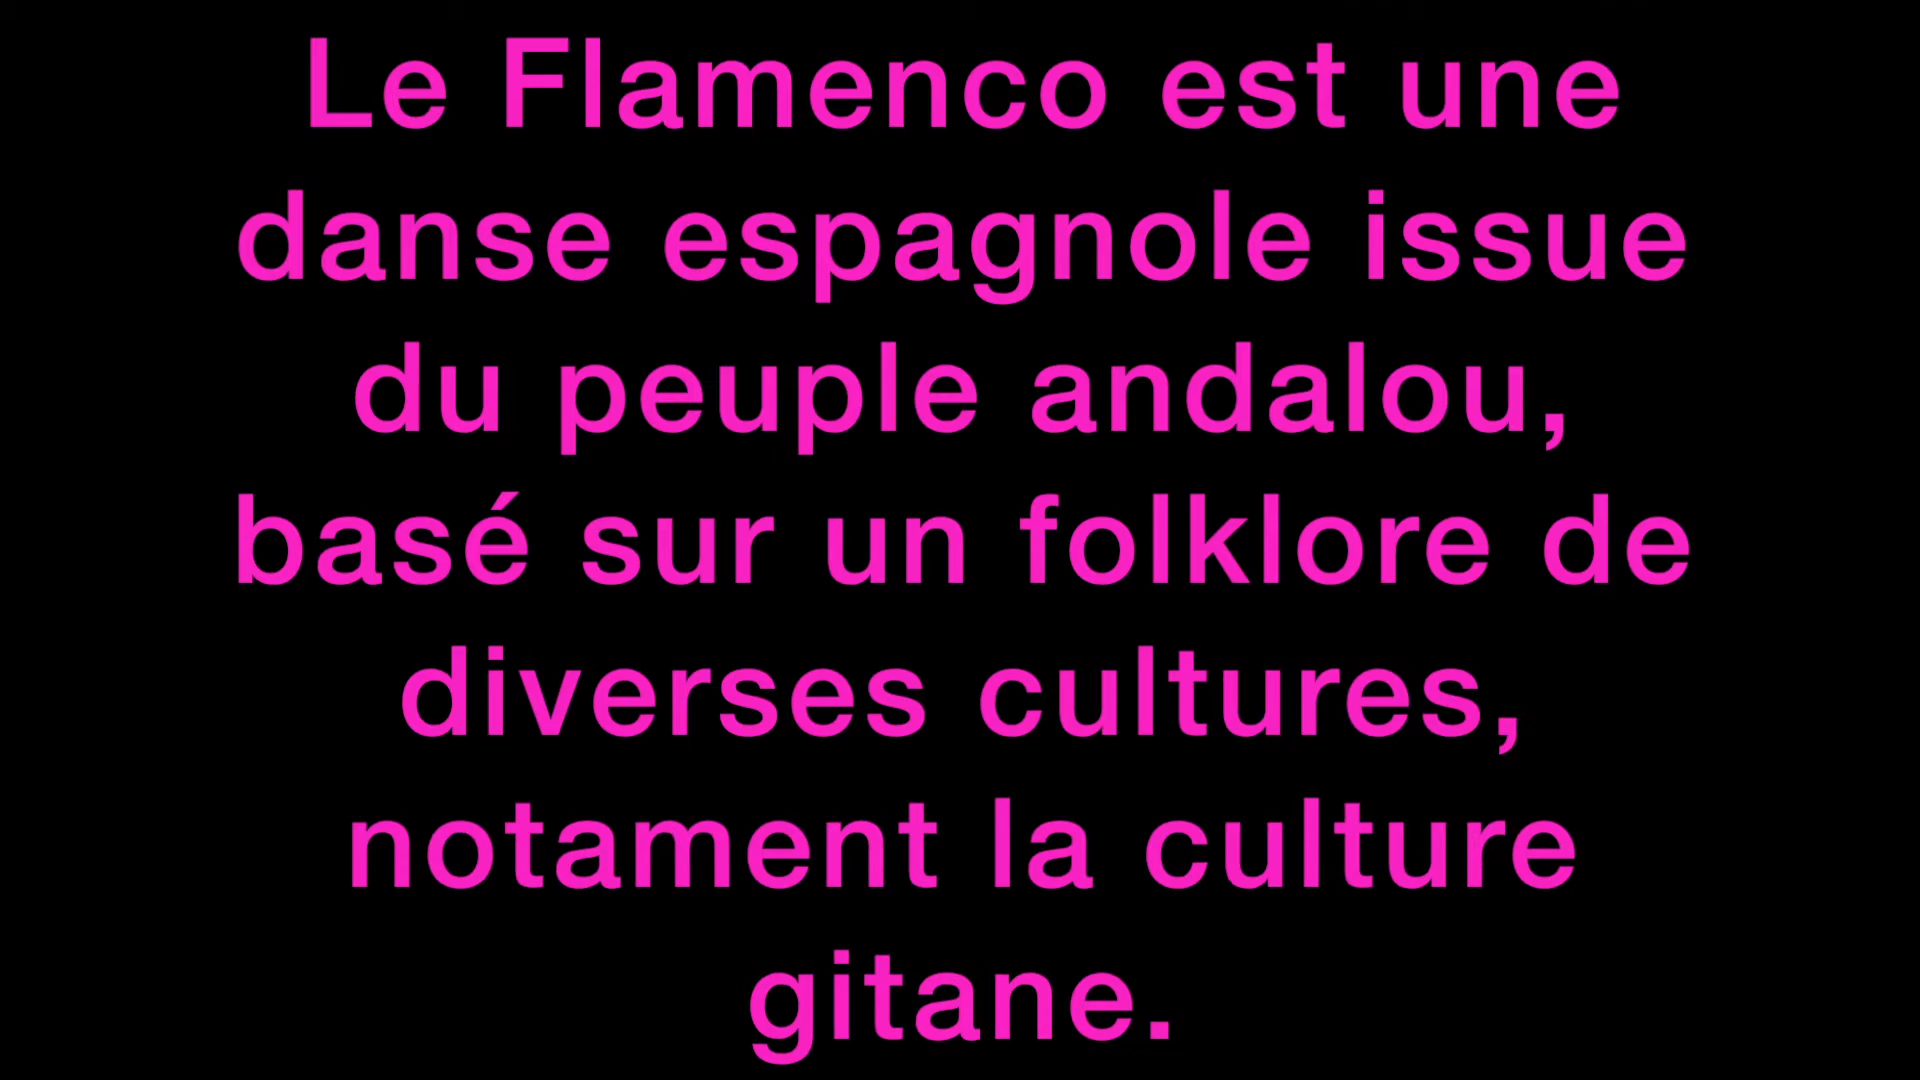 Le Flamenco est une
danse espagnole issue
du peuple andalou,
basé sur un folklore de
diverses cultures,
notament la culture
gitane.